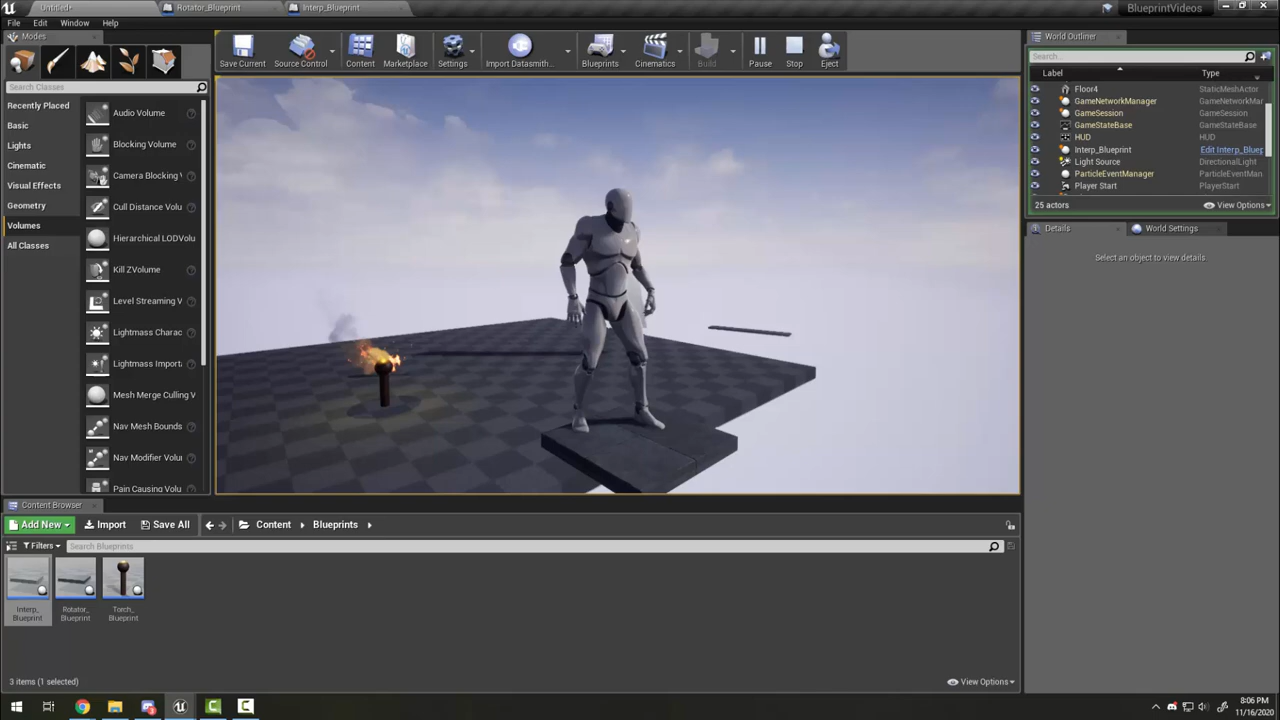 Untitled*
Rotator_Blueprint
Interp_Blueprint
BlueprintVideos
File Edit Window Help
Modes
Search Classes
Recently Placed
Basic
Lights
Cinematic
Visual Effects
Geometry
Volumes
All Classes
Audio Volume
Blocking Volume
Camera Blocking V
Cull Distance Volu
Hierarchical LODVolu
Kill ZVolume
Level Streaming V
Lightmass Charac
Lightmass Import
Mesh Merge Culling V
Nav Mesh Bounds
Nav Modifier Volu
Pain Causing Volu
Save Current
Source Control
Content
Marketplace
Settings
Import Datasmith...
Blueprints
Cinematics
Build
Pause
Stop
Eject
World Outliner
Search...
Label Type
Floor4 StaticMeshActor
GameNetworkManager GameNetworkMar
GameSession GameSession
GameStateBase GameStateBase
HUD HUD
Interp_Blueprint Edit Interp_Bluep
Light Source DirectionalLight
ParticleEventManager ParticleEventMan
Player Start PlayerStart
25 actors
View Options
Details
World Settings
Select an object to view details.
Content Browser
Add New
Import
Save All
Content
Blueprints
Filters
Search Blueprints
Interp_
Blueprint
Rotator_
Blueprint
Torch_
Blueprint
3 items (1 selected)
View Options
8:06 PM
11/16/2020